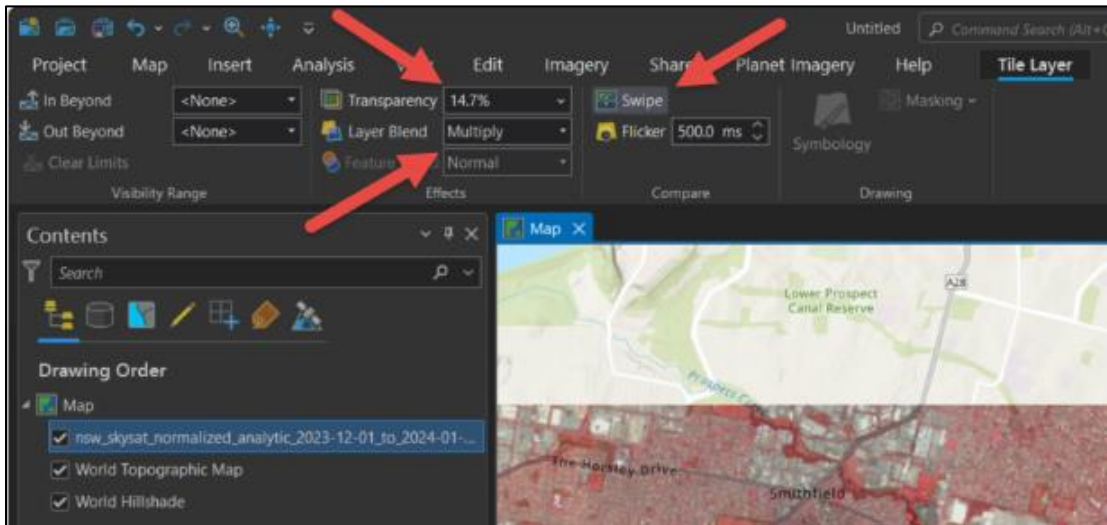 Untitled
Command Search (Alt+Q
Project Map Insert Analysis Edit Imagery Share Planet Imagery Help Tile Layer
In Beyond <None> Transparency 14.7% Swipe Masking
Out Beyond <None> Layer Blend Multiply Flicker 500.0 ms Symbology
Clear Limits Feature Normal
Visibility Range Effects Compare Drawing
Contents
Map
Search
Drawing Order
Map
nsw_skysat_normalized_analytic_2023-12-01_to_2024-01-...
World Topographic Map
World Hillshade
A28
Lower Prospect
Canal Reserve
Prospect
The Horsley Drive
Smithfield